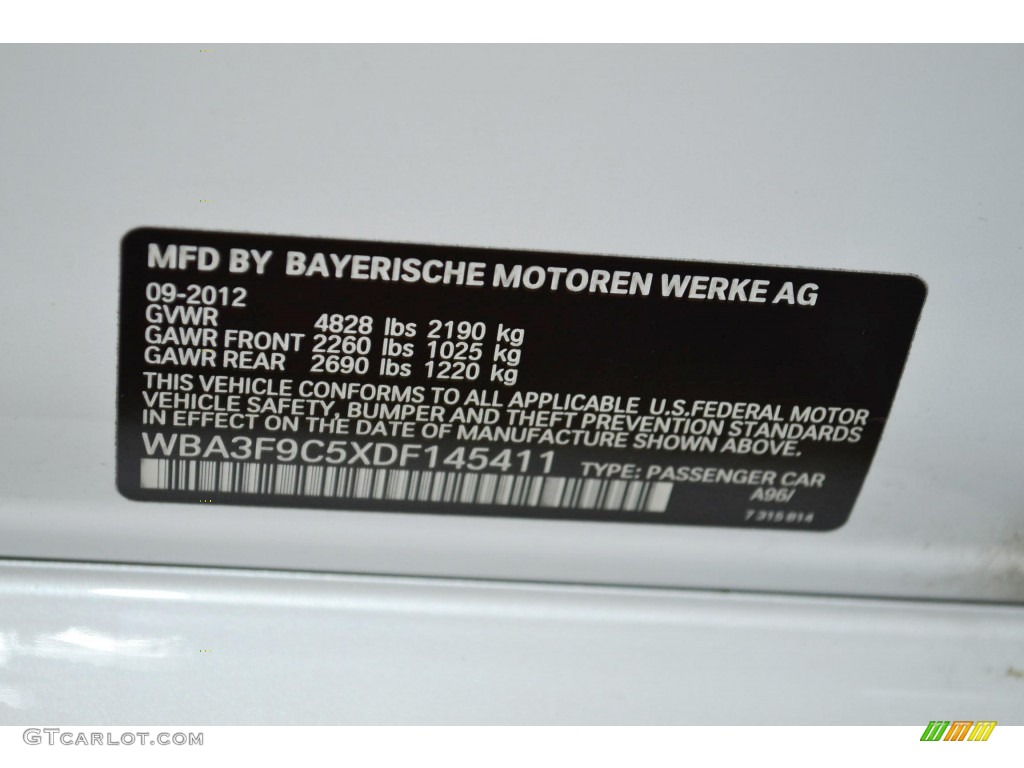 MFD BY BAYERISCHE MOTOREN WERKE AG
09-2012
GVWR 4828 lbs 2190 kg
GAWR FRONT 2260 lbs 1025 kg
GAWR REAR 2690 lbs 1220 kg
THIS VEHICLE CONFORMS TO ALL APPLICABLE U.S.FEDERAL MOTOR
VEHICLE SAFETY, BUMPER AND THEFT PREVENTION STANDARDS
IN EFFECT ON THE DATE OF MANUFACTURE SHOWN ABOVE.
WBA3F9C5XDF145411 TYPE: PASSENGER CAR
A96/
7 315 814
GTCARLOT.COM